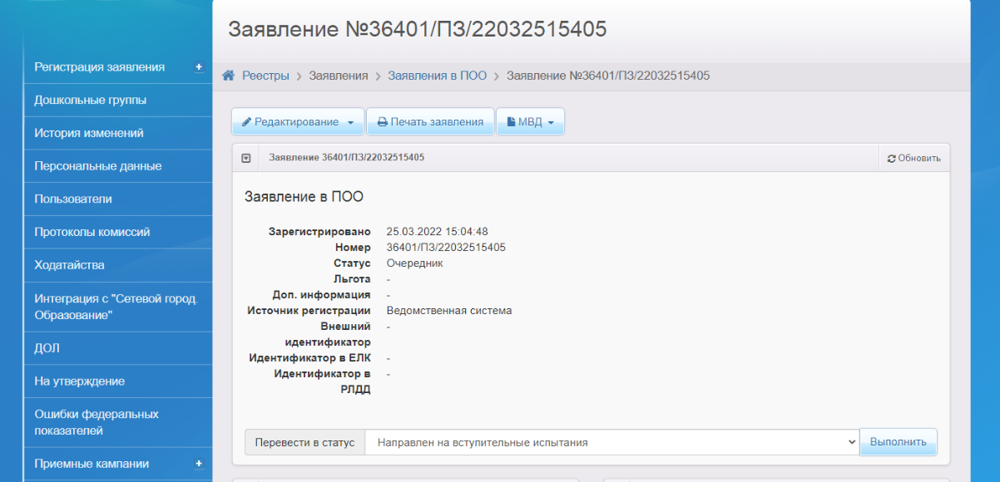 Заявление №36401/ПЗ/22032515405
Регистрация заявления
Дошкольные группы
История изменений
Персональные данные
Пользователи
Протоколы комиссий
Ходатайства
Интеграция с "Сетевой город.
Образование"
ДОЛ
На утверждение
Ошибки федеральных
показателей
Приемные кампании
Реестры > Заявления > Заявления в ПОО > Заявление №36401/ПЗ/22032515405
Редактирование Печать заявления МВД
Заявление 36401/ПЗ/22032515405 Обновить
Заявление в ПОО
Зарегистрировано 25.03.2022 15:04:48
Номер 36401/ПЗ/22032515405
Статус Очередник
Льгота -
Доп. информация -
Источник регистрации Ведомственная система
Внешний -
идентификатор
Идентификатор в ЕЛК -
Идентификатор в -
РЛДД
Перевести в статус Направлен на вступительные испытания Выполнить